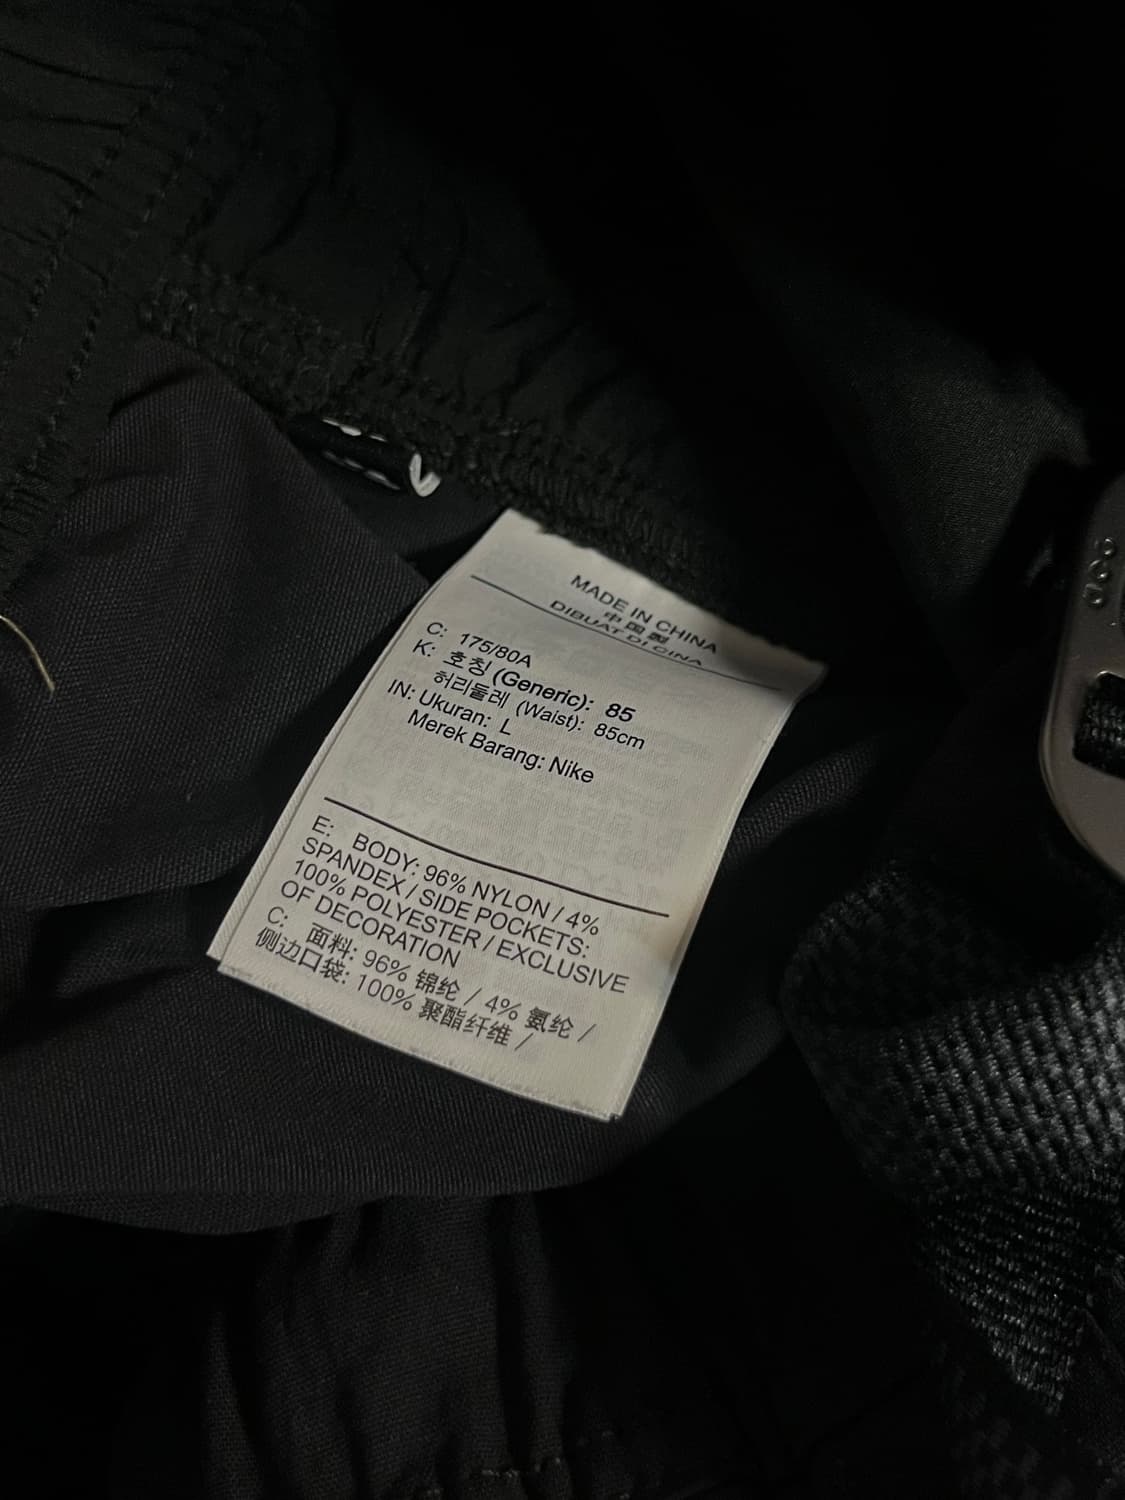 MADE IN CHINA
中国製
DIBUAT DI CINA
C: 175/80A
K: 호칭 (Generic): 85
허리둘레 (Waist): 85cm
IN: Ukuran: L
Merek Barang: Nike
E: BODY: 96% NYLON / 4%
SPANDEX / SIDE POCKETS:
100% POLYESTER / EXCLUSIVE
OF DECORATION
C: 面料: 96% 锦纶 / 4% 氨纶 /
侧边口袋: 100% 聚酯纤维 /